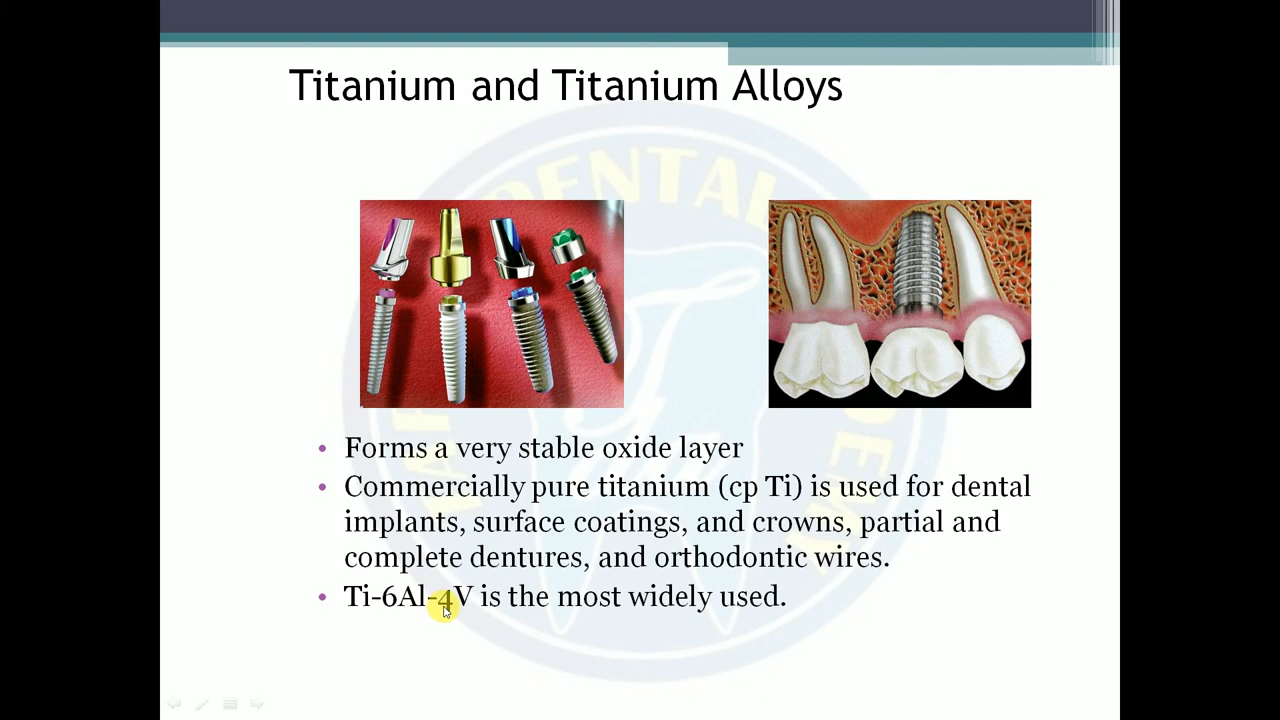 Titanium and Titanium Alloys
DENTAL
• Forms a very stable oxide layer
• Commercially pure titanium (cp Ti) is used for dental
implants, surface coatings, and crowns, partial and
complete dentures, and orthodontic wires.
• Ti-6Al-4V is the most widely used.